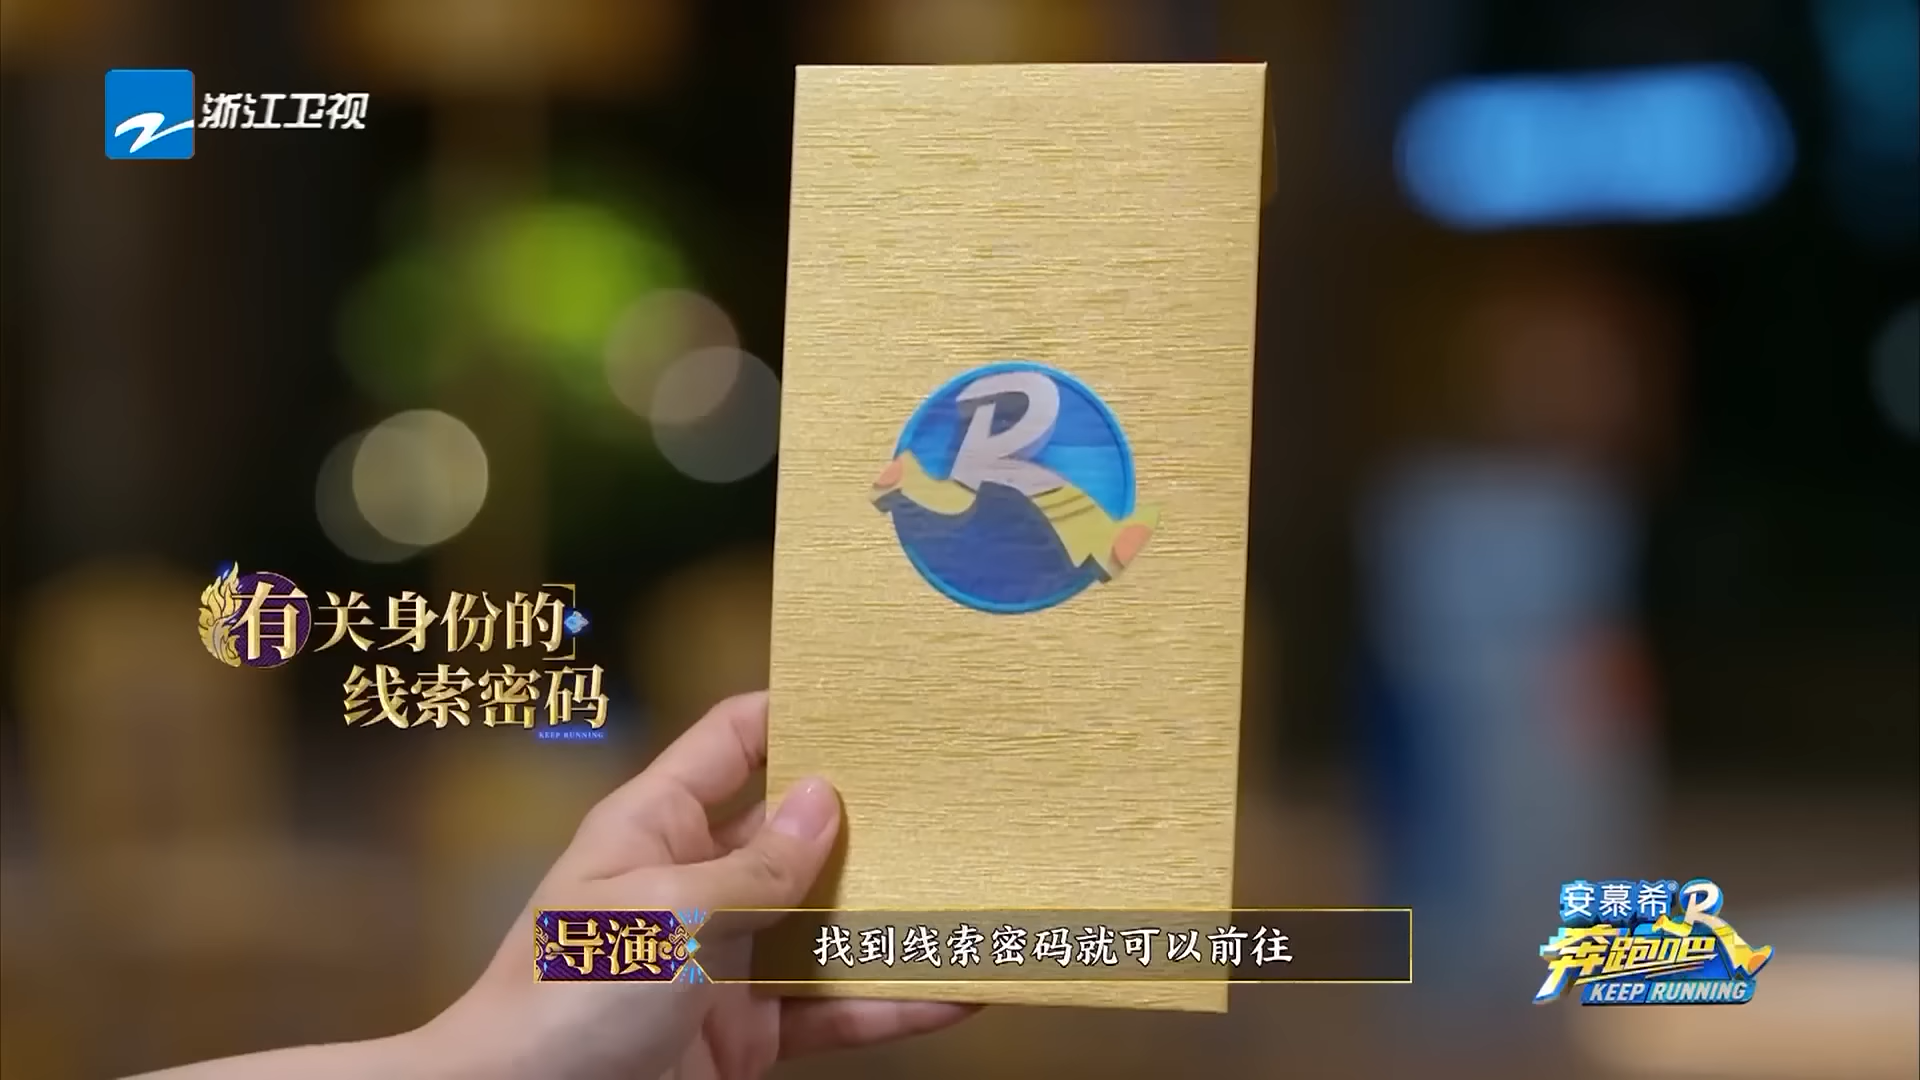 浙江卫视
R
有关身份的
线索密码
KEEP RUNNING
导演
找到线索密码就可以前往
安慕希
R
奔跑吧
KEEP RUNNING